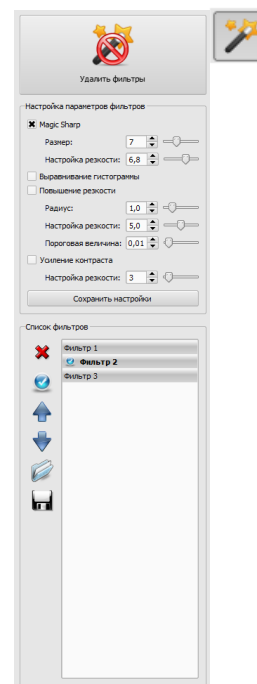 Удалить фильтры
Настройка параметров фильтров
Magic Sharp
Размер: 7
Настройка резкости: 6,8
Выравнивание гистограммы
Повышение резкости
Радиус: 1,0
Настройка резкости: 5,0
Пороговая величина: 0,01
Усиление контраста
Настройка резкости: 3
Сохранить настройки
Список фильтров
Фильтр 1
Фильтр 2
Фильтр 3